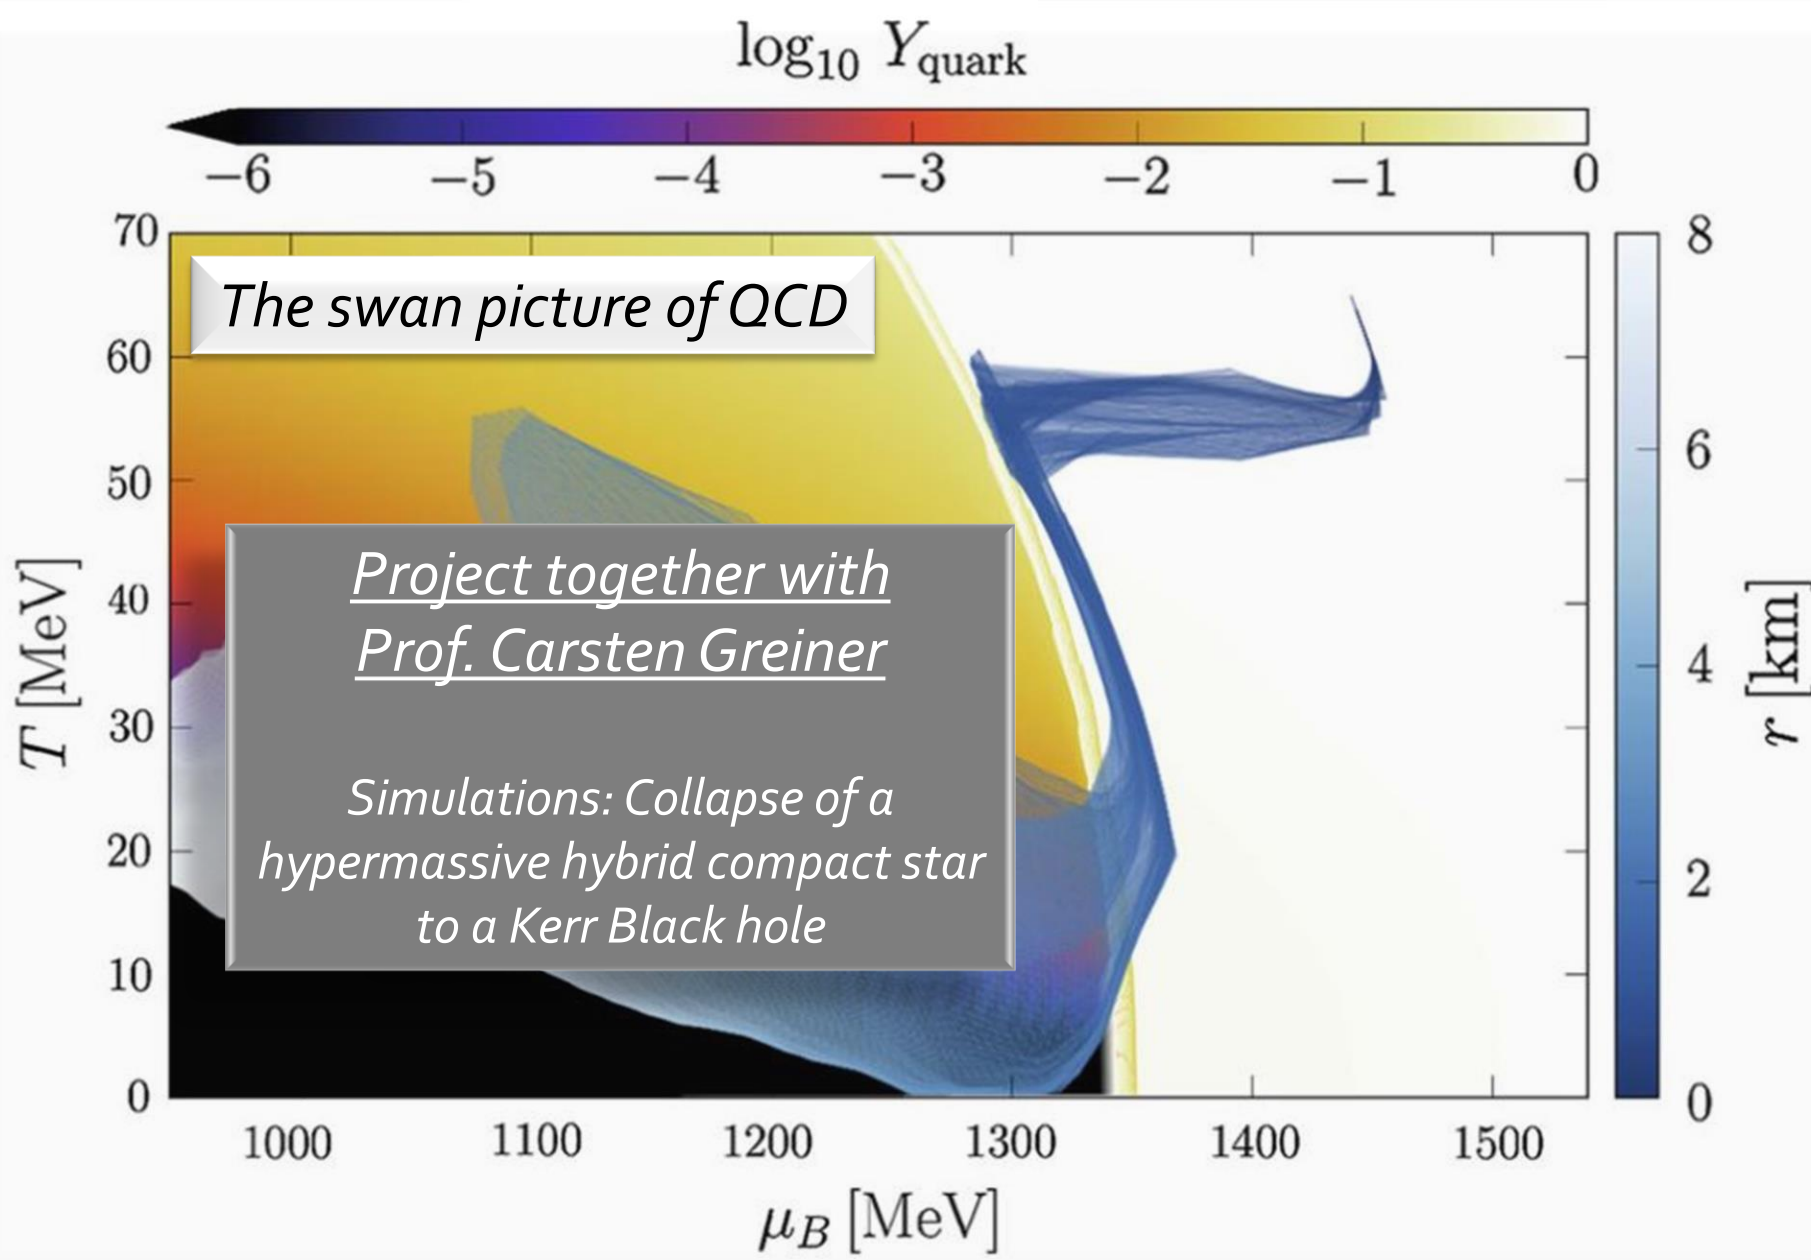 log₁₀ Y_quark
−6 −5 −4 −3 −2 −1 0
The swan picture of QCD
Project together with
Prof. Carsten Greiner
Simulations: Collapse of a
hypermassive hybrid compact star
to a Kerr Black hole
T [MeV]
70
60
50
40
30
20
10
0
8
6
4
2
0
r [km]
1000 1100 1200 1300 1400 1500
μ_B [MeV]